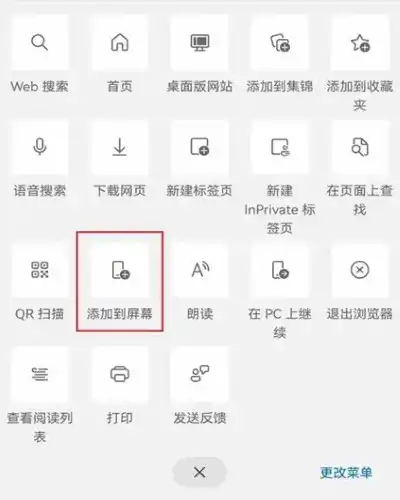 Web 搜索
首页
桌面版网站
添加到集锦
添加到收藏
夹
语音搜索
下载网页
新建标签页
新建
InPrivate 标
签页
在页面上查
找
QR 扫描
添加到屏幕
朗读
在 PC 上继
续
退出浏览器
查看阅读列
表
打印
发送反馈
更改菜单